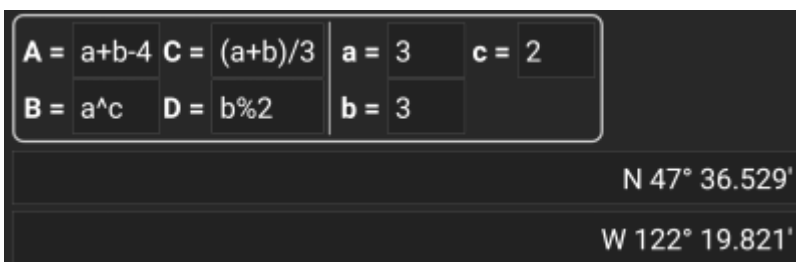 A = a+b-4 C = (a+b)/3 a = 3 c = 2
B = a^c D = b%2 b = 3
N 47° 36.529'
W 122° 19.821'